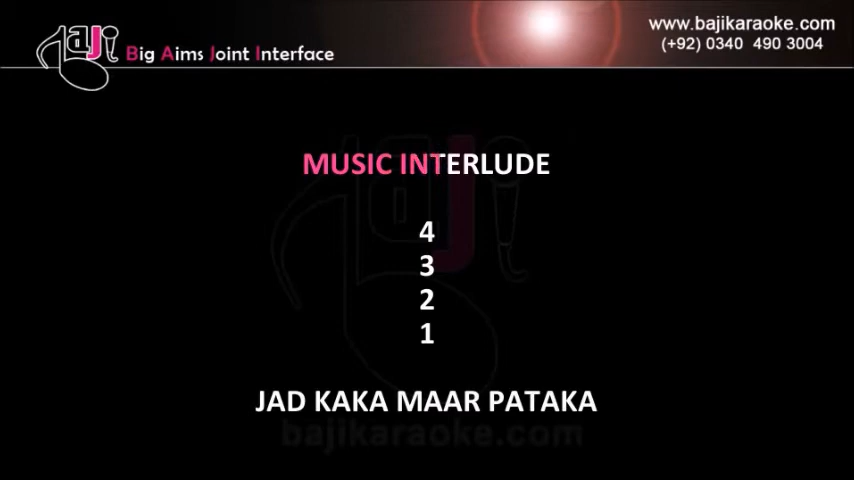 BAJI
Big Aims Joint Interface
www.bajikaraoke.com
(+92) 0340 490 3004
MUSIC INTERLUDE
4
3
2
1
JAD KAKA MAAR PATAKA
bajikaraoke.com